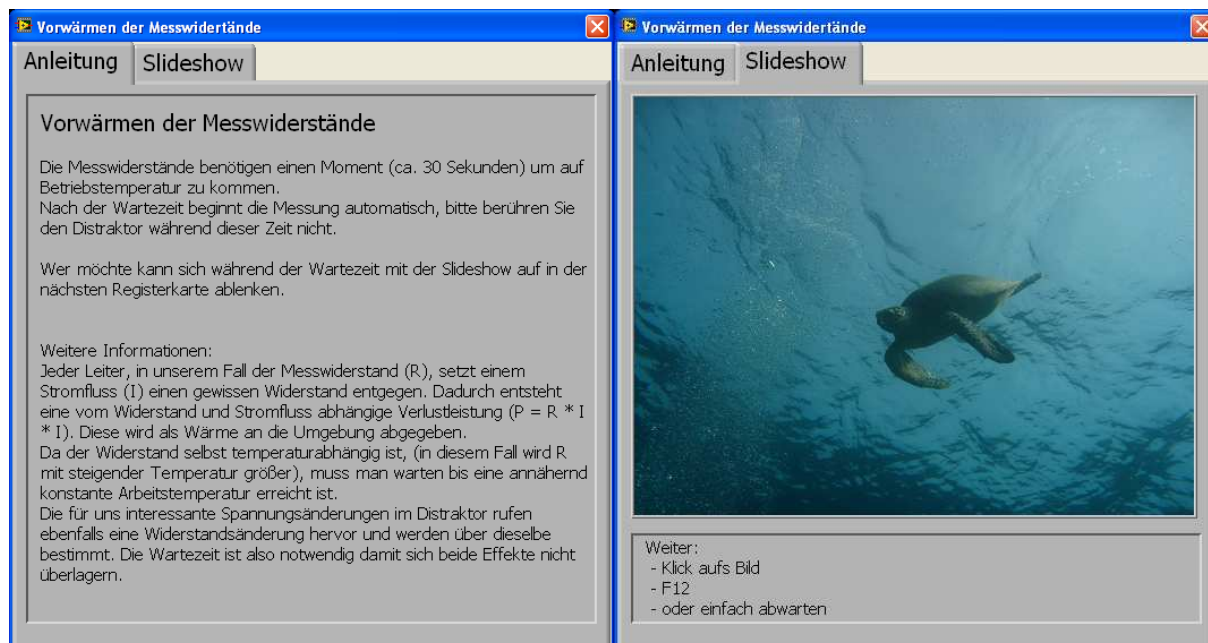 Vorwärmen der Messwidertände
Anleitung
Slideshow
Vorwärmen der Messwiderstände
Die Messwiderstände benötigen einen Moment (ca. 30 Sekunden) um auf
Betriebstemperatur zu kommen.
Nach der Wartezeit beginnt die Messung automatisch, bitte berühren Sie
den Distraktor während dieser Zeit nicht.
Wer möchte kann sich während der Wartezeit mit der Slideshow auf in der
nächsten Registerkarte ablenken.
Weitere Informationen:
Jeder Leiter, in unserem Fall der Messwiderstand (R), setzt einem
Stromfluss (I) einen gewissen Widerstand entgegen. Dadurch entsteht
eine vom Widerstand und Stromfluss abhängige Verlustleistung (P = R * I
* I). Diese wird als Wärme an die Umgebung abgegeben.
Da der Widerstand selbst temperaturabhängig ist, (in diesem Fall wird R
mit steigender Temperatur größer), muss man warten bis eine annähernd
konstante Arbeitstemperatur erreicht ist.
Die für uns interessante Spannungsänderungen im Distraktor rufen
ebenfalls eine Widerstandsänderung hervor und werden über dieselbe
bestimmt. Die Wartezeit ist also notwendig damit sich beide Effekte nicht
überlagern.
Vorwärmen der Messwidertände
Anleitung
Slideshow
Weiter:
- Klick aufs Bild
- F12
- oder einfach abwarten